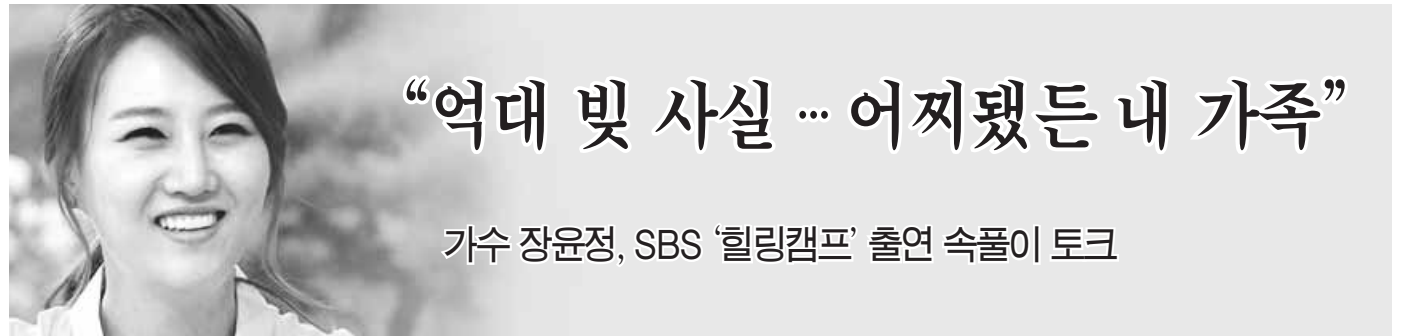 “억대 빚 사실 … 어찌됐든 내 가족”
가수 장윤정, SBS ‘힐링캠프’ 출연 속풀이 토크